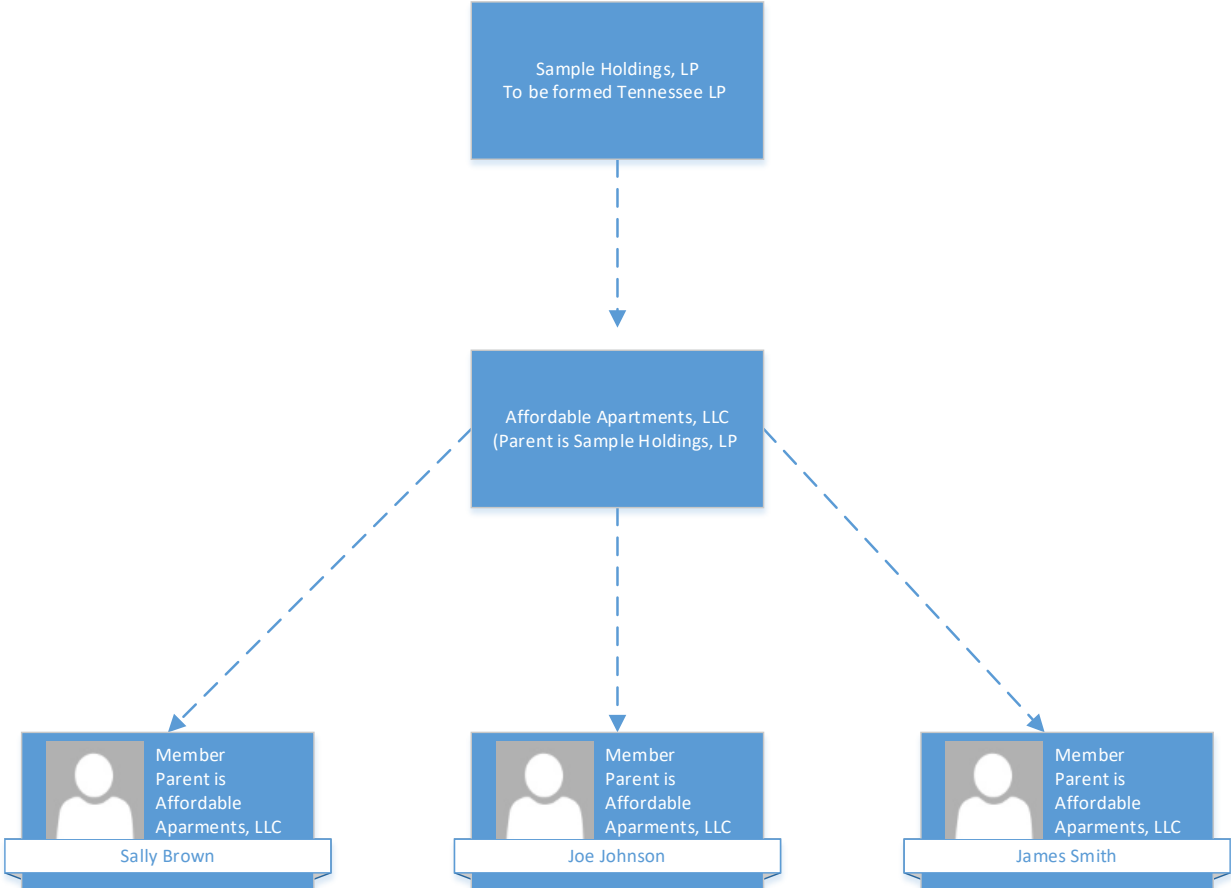 Sample Holdings, LP
To be formed Tennessee LP
Affordable Apartments, LLC
(Parent is Sample Holdings, LP
Member
Parent is
Affordable
Aparments, LLC
Sally Brown
Member
Parent is
Affordable
Aparments, LLC
Joe Johnson
Member
Parent is
Affordable
Aparments, LLC
James Smith